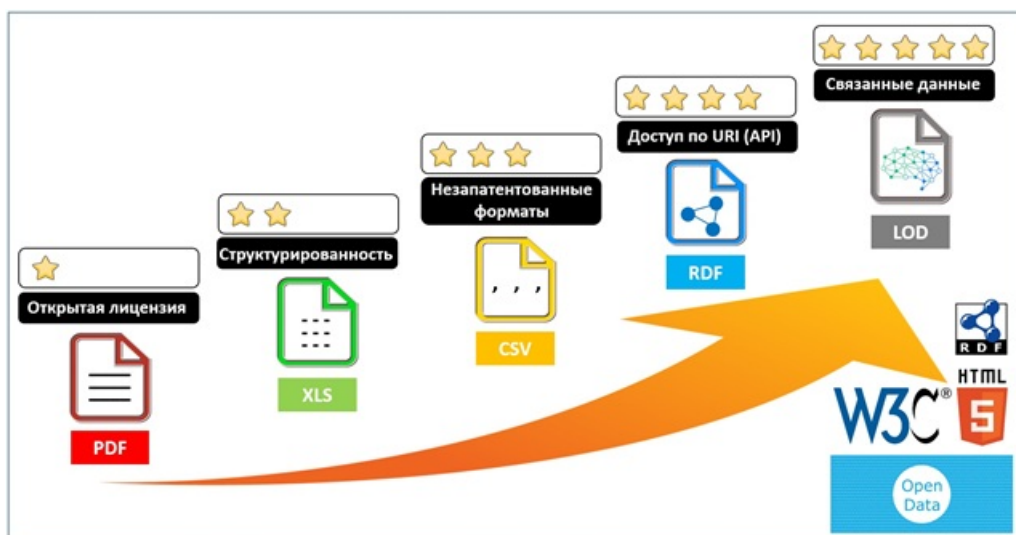 Связанные данные
Доступ по URI (API)
Незапатентованные
форматы
LOD
Структурированность
RDF
Открытая лицензия
, , ,
CSV
RDF
XLS
HTML
W3C®
5
PDF
Open
Data